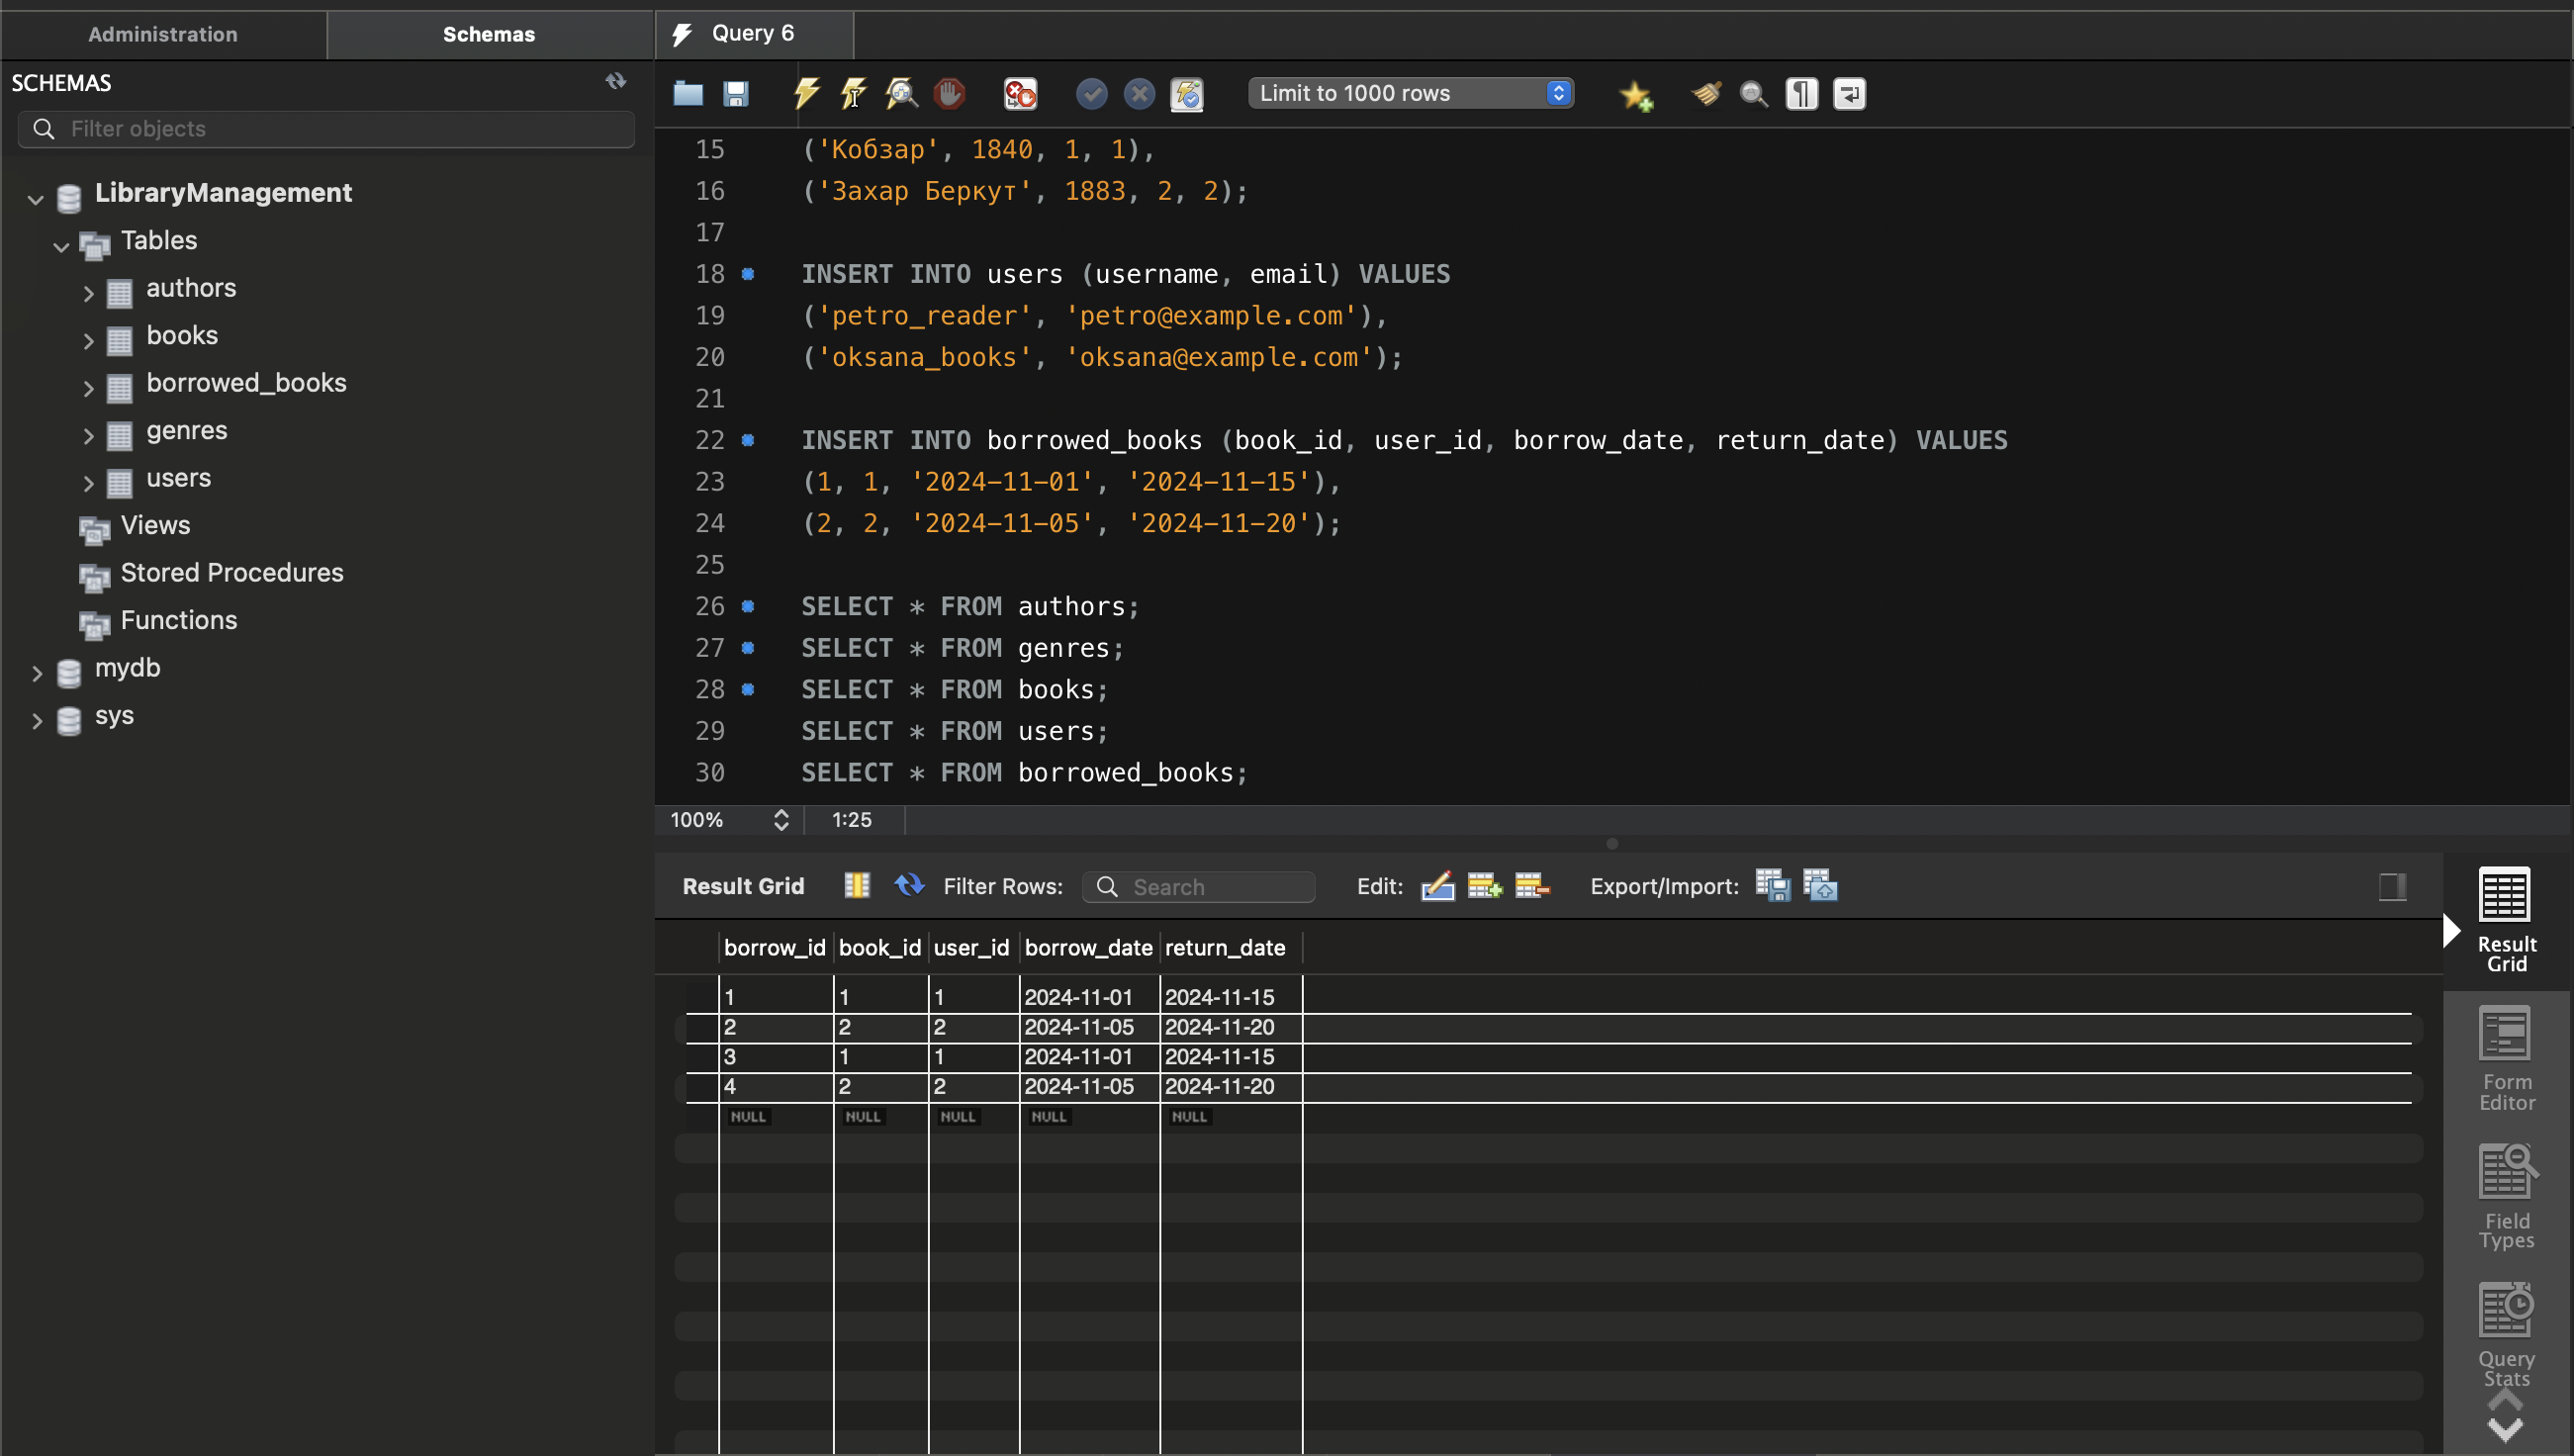 Administration
Schemas
SCHEMAS
Filter objects
LibraryManagement
Tables
authors
books
borrowed_books
genres
users
Views
Stored Procedures
Functions
mydb
sys
Query 6
Limit to 1000 rows
15 ('Кобзар', 1840, 1, 1),
16 ('Захар Беркут', 1883, 2, 2);
17
18 INSERT INTO users (username, email) VALUES
19 ('petro_reader', 'petro@example.com'),
20 ('oksana_books', 'oksana@example.com');
21
22 INSERT INTO borrowed_books (book_id, user_id, borrow_date, return_date) VALUES
23 (1, 1, '2024-11-01', '2024-11-15'),
24 (2, 2, '2024-11-05', '2024-11-20');
25
26 SELECT * FROM authors;
27 SELECT * FROM genres;
28 SELECT * FROM books;
29 SELECT * FROM users;
30 SELECT * FROM borrowed_books;
100% 1:25
Result Grid Filter Rows: Search Edit: Export/Import:
borrow_id book_id user_id borrow_date return_date
1 1 1 2024-11-01 2024-11-15
2 2 2 2024-11-05 2024-11-20
3 1 1 2024-11-01 2024-11-15
4 2 2 2024-11-05 2024-11-20
NULL NULL NULL NULL NULL
Result
Grid
Form
Editor
Field
Types
Query
Stats